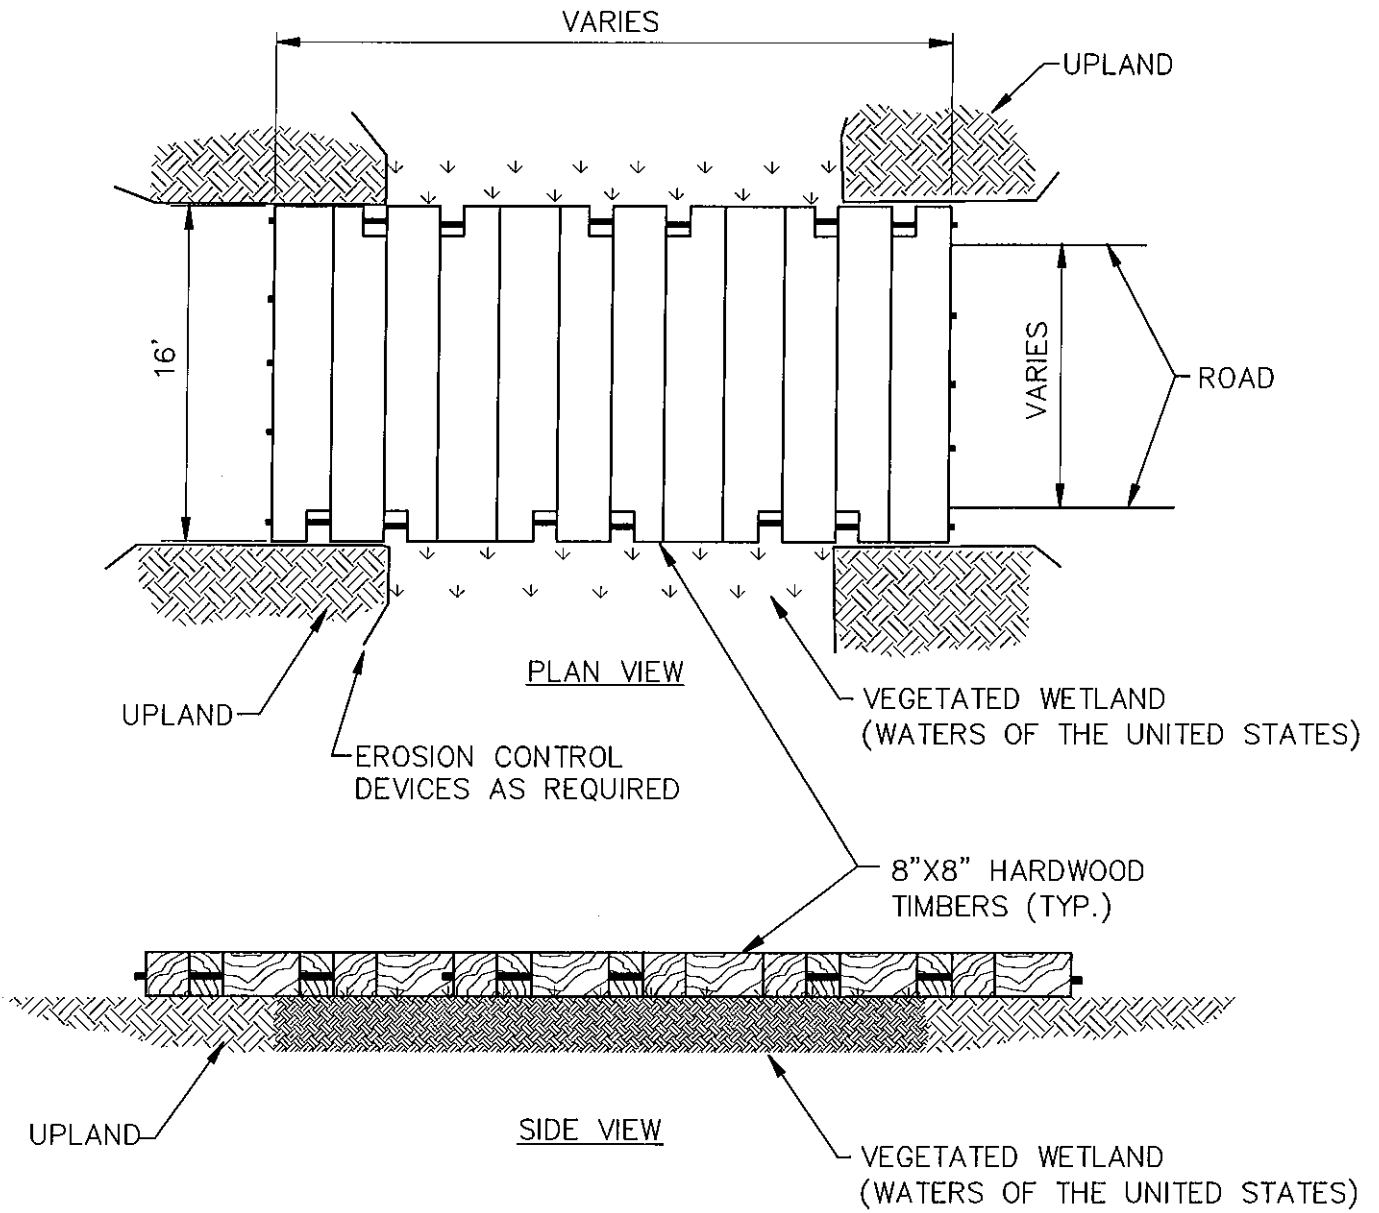 VARIES
UPLAND
16'
VARIES
ROAD
PLAN VIEW
UPLAND
VEGETATED WETLAND
(WATERS OF THE UNITED STATES)
EROSION CONTROL
DEVICES AS REQUIRED
8"X8" HARDWOOD
TIMBERS (TYP.)
UPLAND
SIDE VIEW
VEGETATED WETLAND
(WATERS OF THE UNITED STATES)